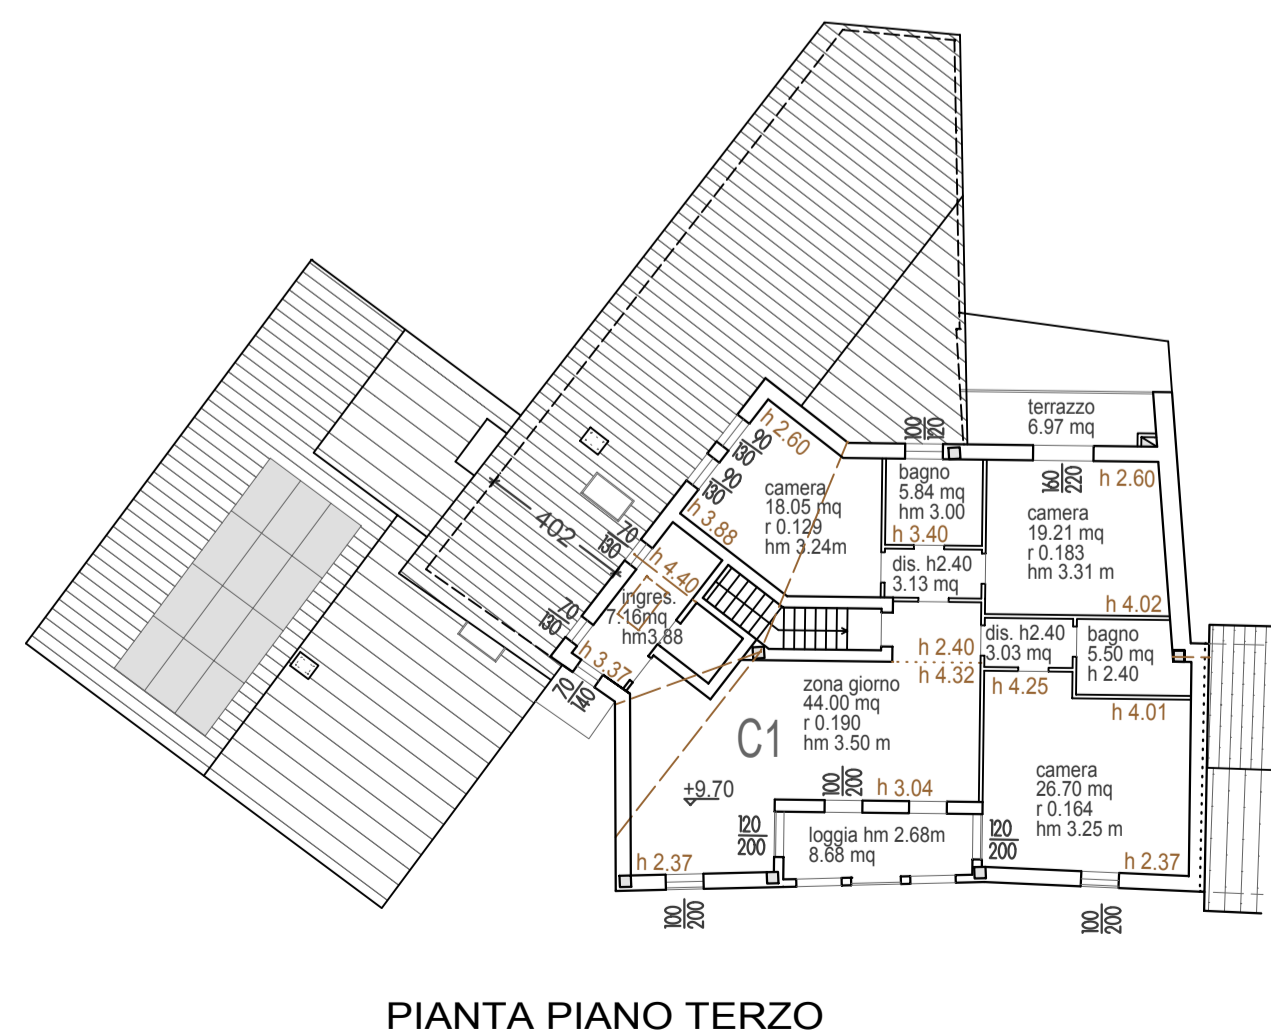 terrazzo
6.97 mq
h 2.60
90
130
90
130
h 3.88
camera
18.05 mq
r 0.129
hm 3.24m
100
120
bagno
5.84 mq
hm 3.00
h 3.40
160
220
h 2.60
camera
19.21 mq
r 0.183
hm 3.31 m
h 4.02
402
70
130
h 4.40
ingres.
7.16mq
hm3.88
70
130
h 3.37
70
140
dis. h2.40
3.13 mq
dis. h2.40
3.03 mq
bagno
5.50 mq
h 2.40
h 2.40
h 4.32
h 4.25
h 4.01
zona giorno
44.00 mq
r 0.190
hm 3.50 m
C1
+9.70
100
200
h 3.04
camera
26.70 mq
r 0.164
hm 3.25 m
120
200
loggia hm 2.68m
8.68 mq
120
200
h 2.37
h 2.37
100
200
100
200
PIANTA PIANO TERZO